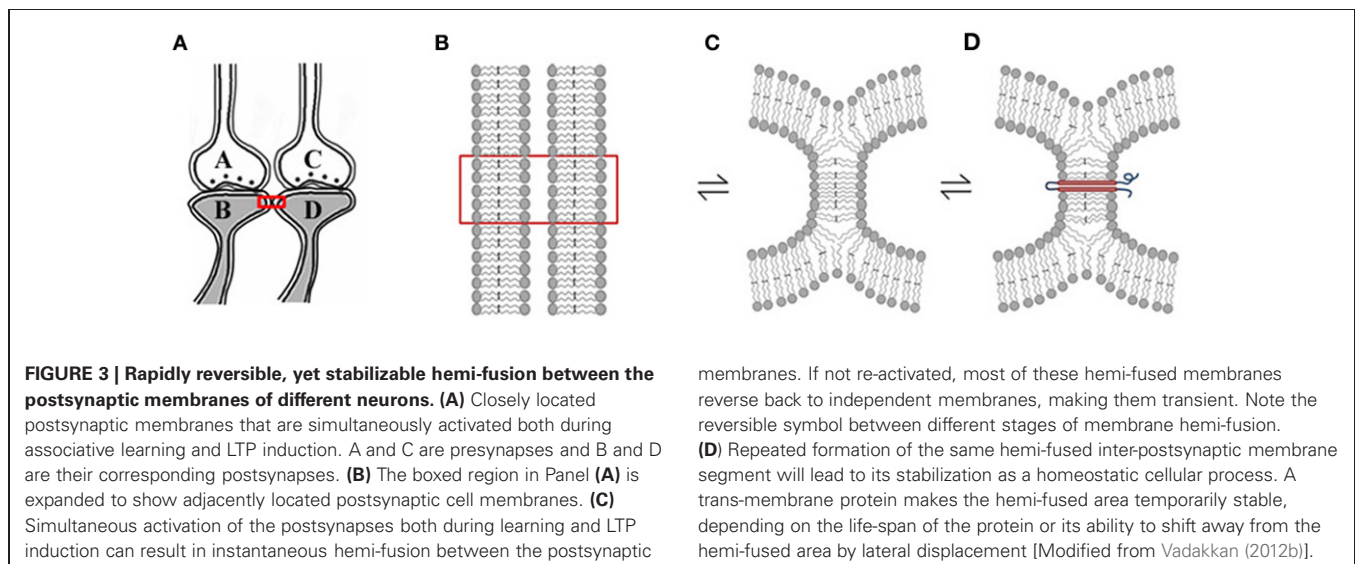 A
B
C
D
A
C
B
D
FIGURE 3 | Rapidly reversible, yet stabilizable hemi-fusion between the
postsynaptic membranes of different neurons. (A) Closely located
postsynaptic membranes that are simultaneously activated both during
associative learning and LTP induction. A and C are presynapses and B and D
are their corresponding postsynapses. (B) The boxed region in Panel (A) is
expanded to show adjacently located postsynaptic cell membranes. (C)
Simultaneous activation of the postsynapses both during learning and LTP
induction can result in instantaneous hemi-fusion between the postsynaptic
membranes. If not re-activated, most of these hemi-fused membranes
reverse back to independent membranes, making them transient. Note the
reversible symbol between different stages of membrane hemi-fusion.
(D) Repeated formation of the same hemi-fused inter-postsynaptic membrane
segment will lead to its stabilization as a homeostatic cellular process. A
trans-membrane protein makes the hemi-fused area temporarily stable,
depending on the life-span of the protein or its ability to shift away from the
hemi-fused area by lateral displacement [Modified from Vadakkan (2012b)].